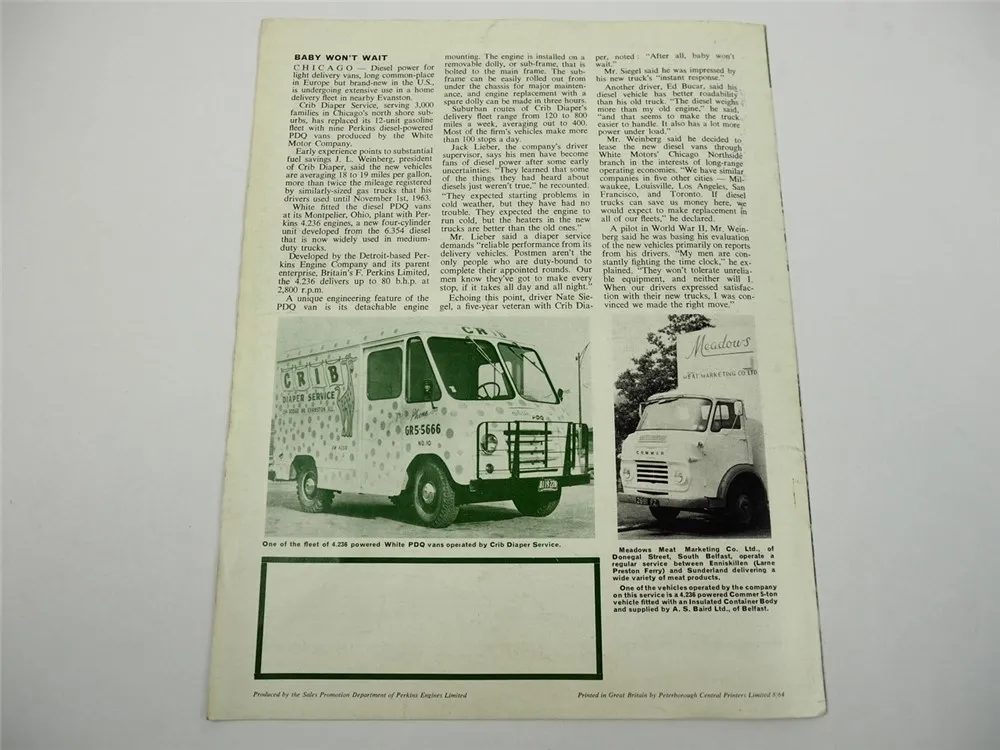 BABY WON'T WAIT
CHICAGO — Diesel power for
light delivery vans, long common-place
in Europe but brand-new in the U.S.,
is undergoing extensive use in a home
delivery fleet in nearby Evanston.
Crib Diaper Service, serving 3,000
families in Chicago's north shore sub-
urbs, has replaced its 12-unit gasoline
fleet with nine Perkins diesel-powered
PDQ vans produced by the White
Motor Company.
Early experience points to substantial
fuel savings J. L. Weinberg, president
of Crib Diaper, said the new vehicles
are averaging 18 to 19 miles per gallon,
more than twice the mileage registered
by similarly-sized gas trucks that his
drivers used until November 1st, 1963.
White fitted the diesel PDQ vans
at its Montpelier, Ohio, plant with Per-
kins 4.236 engines, a new four-cylinder
unit developed from the 6.354 diesel
that is now widely used in medium-
duty trucks.
Developed by the Detroit-based Per-
kins Engine Company and its parent
enterprise, Britain's F. Perkins Limited,
the 4.236 delivers up to 80 b.h.p. at
2,800 r.p.m.
A unique engineering feature of the
PDQ van is its detachable engine
mounting. The engine is installed on a
removable dolly, or sub-frame, that is
bolted to the main frame. The sub-
frame can be easily rolled out from
under the chassis for major mainten-
ance, and engine replacement with a
spare dolly can be made in three hours.
Suburban routes of Crib Diaper's
delivery fleet range from 120 to 800
miles a week, averaging out to 400.
Most of the firm's vehicles make more
than 100 stops a day.
Jack Lieber, the company's driver
supervisor, says his men have become
fans of diesel power after some early
uncertainties. "They learned that some
of the things they had heard about
diesels just weren't true," he recounted.
"They expected starting problems in
cold weather, but they have had no
trouble. They expected the engine to
run cold, but the heaters in the new
trucks are better than the old ones."
Mr. Lieber said a diaper service
demands "reliable performance from its
delivery vehicles. Postmen aren't the
only people who are duty-bound to
complete their appointed rounds. Our
men know they've got to make every
stop, if it takes all day and all night."
Echoing this point, driver Nate Sie-
gel, a five-year veteran with Crib Dia-
per, noted : "After all, baby won't
wait."
Mr. Siegel said he was impressed by
his new truck's "instant response."
Another driver, Ed Bucar, said his
diesel vehicle has better roadability
than his old truck. "The diesel weighs
more than my old engine," he said,
"and that seems to make the truck
easier to handle. It also has a lot more
power under load."
Mr. Weinberg said he decided to
lease the new diesel vans through
White Motors' Chicago Northside
branch in the interests of long-range
operating economies. "We have similar
companies in five other cities — Mil-
waukee, Louisville, Los Angeles, San
Francisco, and Toronto. If diesel
trucks can save us money here, we
would expect to make replacement in
all of our fleets," he declared.
A pilot in World War II, Mr. Wein-
berg said he was basing his evaluation
of the new vehicles primarily on reports
from his drivers. "My men are con-
stantly fighting the time clock," he ex-
plained. "They won't tolerate unrelia-
ble equipment, and neither will I.
When our drivers expressed satisfac-
tion with their new trucks, I was con-
vinced we made the right move."
CRIB
CRIB
DIAPER SERVICE
Phone
GR5-5666
NO. 10
PDQ
Meadows
MEAT MARKETING CO LTD
COMMER
One of the fleet of 4.236 powered White PDQ vans operated by Crib Diaper Service.
Meadows Meat Marketing Co. Ltd., of
Donegal Street, South Belfast, operate a
regular service between Enniskillen (Larne
Preston Ferry) and Sunderland delivering a
wide variety of meat products.
One of the vehicles operated by the company
on this service is a 4.236 powered Commer 5-ton
vehicle fitted with an Insulated Container Body
and supplied by A. S. Baird Ltd., of Belfast.
Produced by the Sales Promotion Department of Perkins Engines Limited
Printed in Great Britain by Peterborough Central Printers Limited 8/64